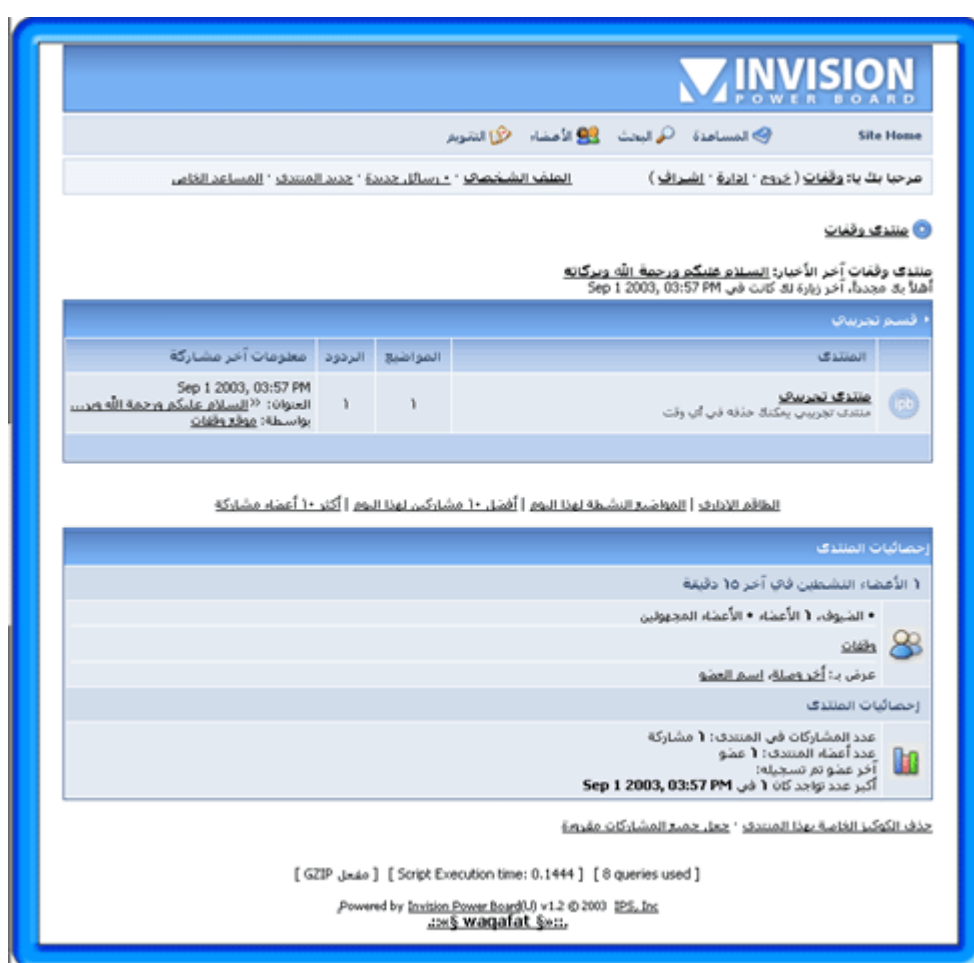 INVISION
POWER BOARD
Site Home المساعدة البحث الأعضاء التقويم
مرحبا بك يا: وقفات ( خروج · إدارة · إشراف ) الملف الشخصي · ٠ رسائل جديدة · جديد المنتدى · المساعد الخاص
منتدى وقفات
منتدى وقفات آخر الأخبار: السلام عليكم ورحمة الله وبركاته
أهلاً بك مجدداً، آخر زيارة لك كانت في Sep 1 2003, 03:57 PM
قسم تجريبي
المنتدى المواضيع الردود معلومات آخر مشاركة
ipb
منتدى تجريبي ١ ١ Sep 1 2003, 03:57 PM
منتدى تجريبي يمكنك حذفه في أي وقت العنوان: «السلام عليكم ورحمة الله وبر...
بواسطة: موقع وقفات
الطاقم الإداري | المواضيع النشطة لهذا اليوم | أفضل ١٠ مشاركين لهذا اليوم | أكثر ١٠ أعضاء مشاركة
إحصائيات المنتدى
١ الأعضاء النشطين في آخر ١٥ دقيقة
٠ الضيوف، ١ الأعضاء ٠ الأعضاء المجهولين
وقفات
عرض بـ: أخر وصلة، اسم العضو
إحصائيات المنتدى
عدد المشاركات في المنتدى: ١ مشاركة
عدد أعضاء المنتدى: ١ عضو
آخر عضو تم تسجيله:
أكبر عدد تواجد كان ١ في Sep 1 2003, 03:57 PM
حذف الكوكيز الخاصة بهذا المنتدى · جعل جميع المشاركات مقروءة
[ Script Execution time: 0.1444 ] [ 8 queries used ] [ GZIP مفعل ]
Powered by Invision Power Board(U) v1.2 © 2003 IPS, Inc.
.::»§ waqafat §«::.